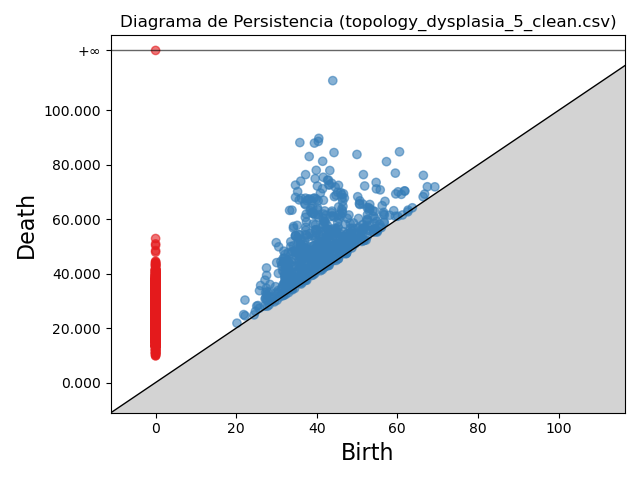 Diagrama de Persistencia (topology_dysplasia_5_clean.csv)
+∞
100.000
80.000
60.000
40.000
20.000
0.000
Death
0 20 40 60 80 100
Birth